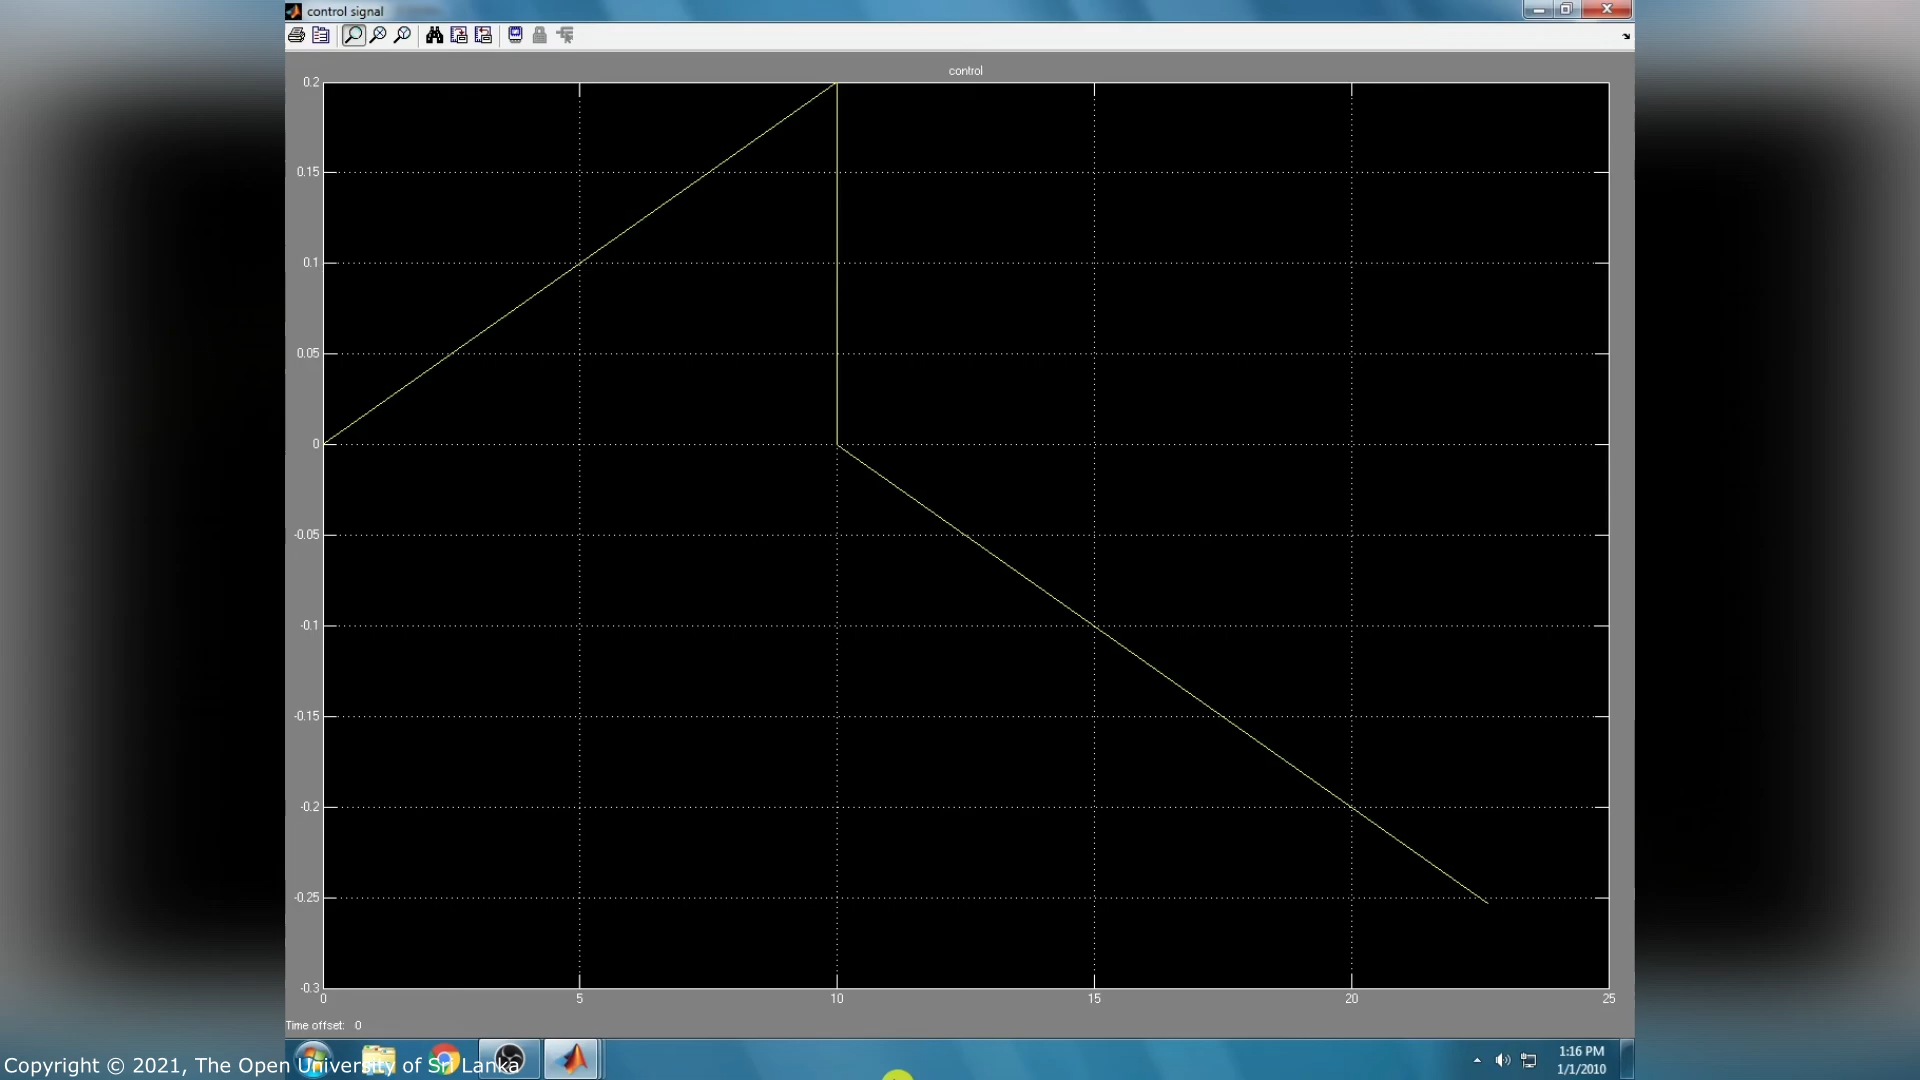 control signal
control
0.2
0.15
0.1
0.05
0
-0.05
-0.1
-0.15
-0.2
-0.25
-0.3
0 5 10 15 20 25
Time offset: 0
1:16 PM
1/1/2010
Copyright © 2021, The Open University of Sri Lanka